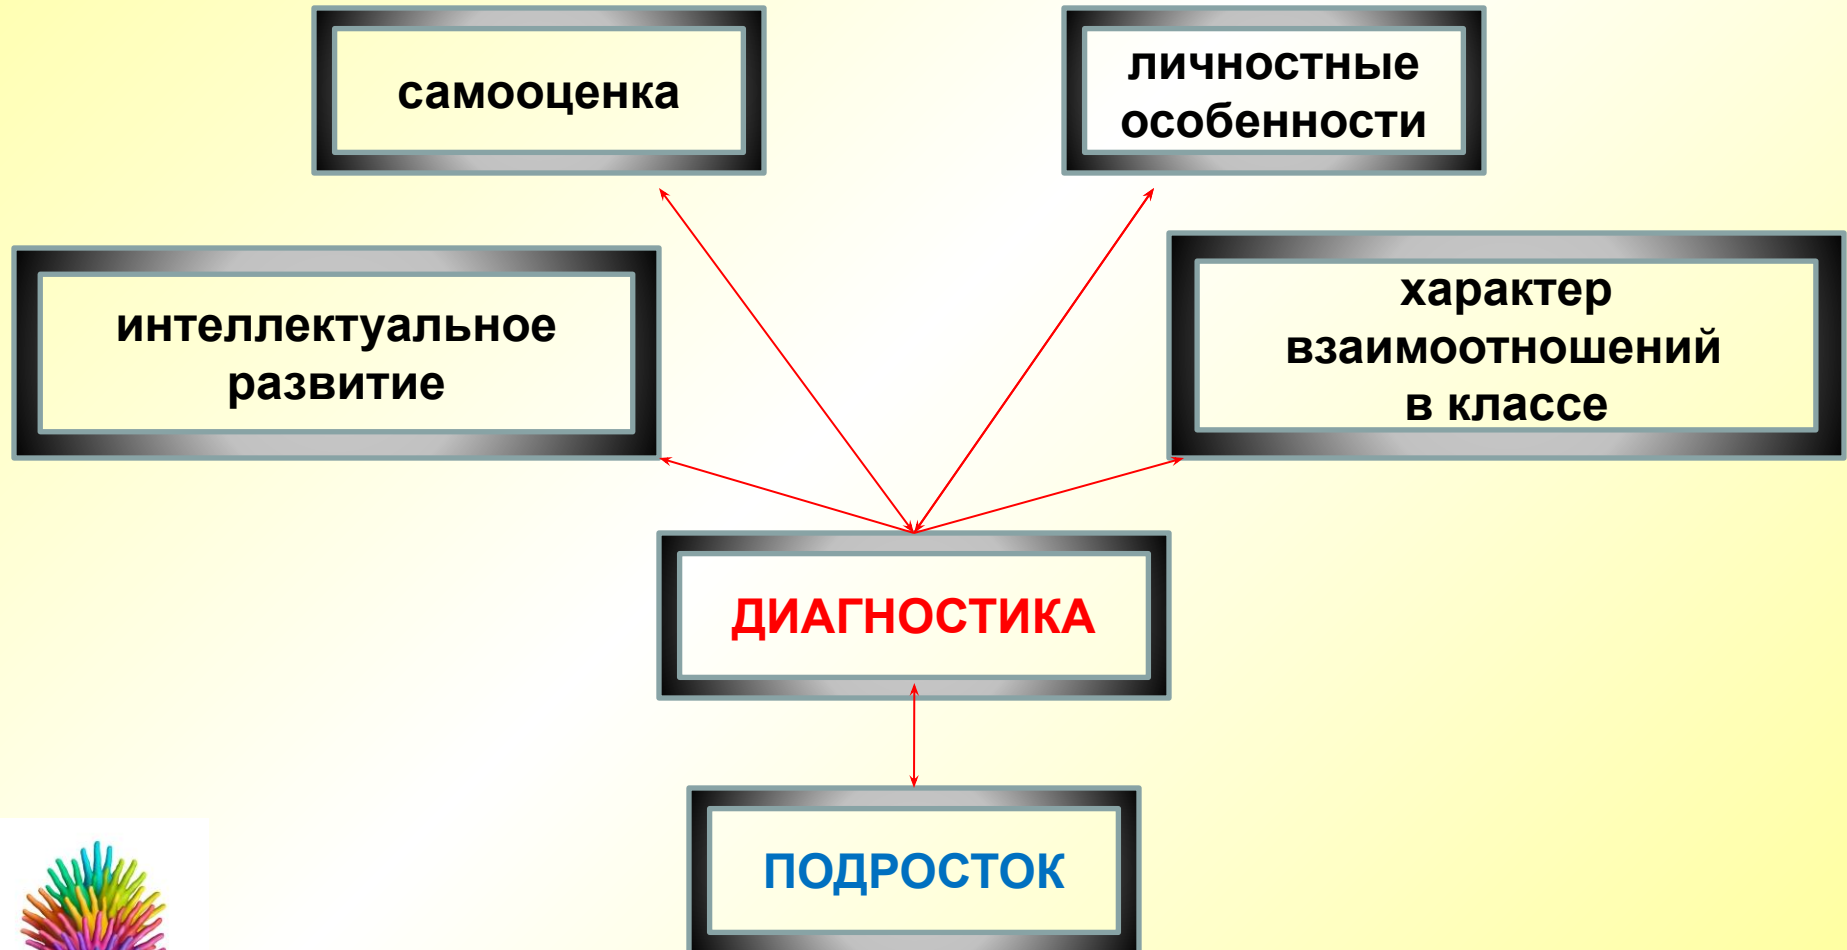 самооценка
личностные
особенности
интеллектуальное
развитие
характер
взаимоотношений
в классе
ДИАГНОСТИКА
ПОДРОСТОК